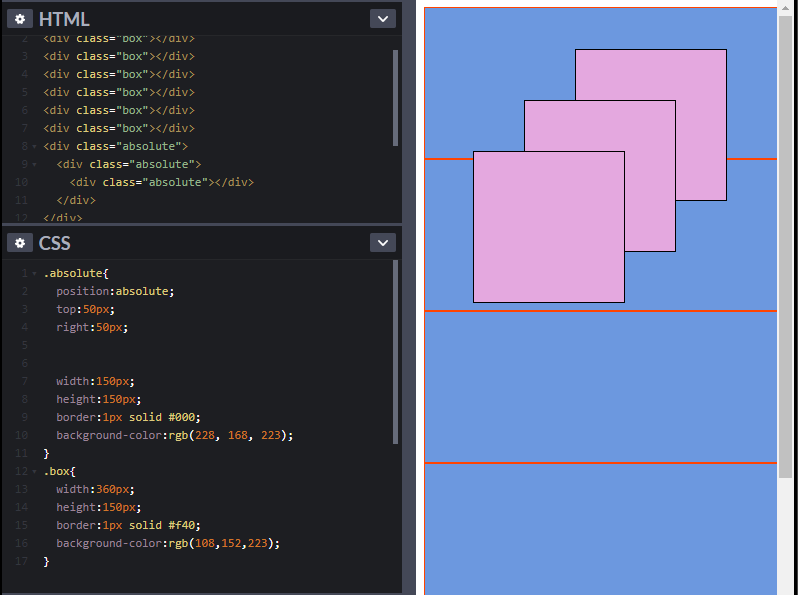 HTML
2 <div class="box"></div>
3 <div class="box"></div>
4 <div class="box"></div>
5 <div class="box"></div>
6 <div class="box"></div>
7 <div class="box"></div>
8 <div class="absolute">
9 <div class="absolute">
10 <div class="absolute"></div>
11 </div>
12 </div>
CSS
1 .absolute{
2 position:absolute;
3 top:50px;
4 right:50px;
5
6
7 width:150px;
8 height:150px;
9 border:1px solid #000;
10 background-color:rgb(228, 168, 223);
11 }
12 .box{
13 width:360px;
14 height:150px;
15 border:1px solid #f40;
16 background-color:rgb(108,152,223);
17 }